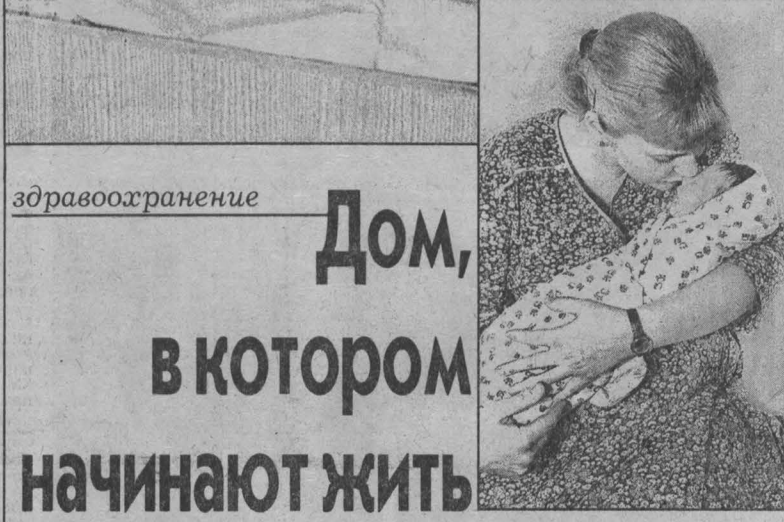 здравоохранение
Дом,
в котором
начинают жить